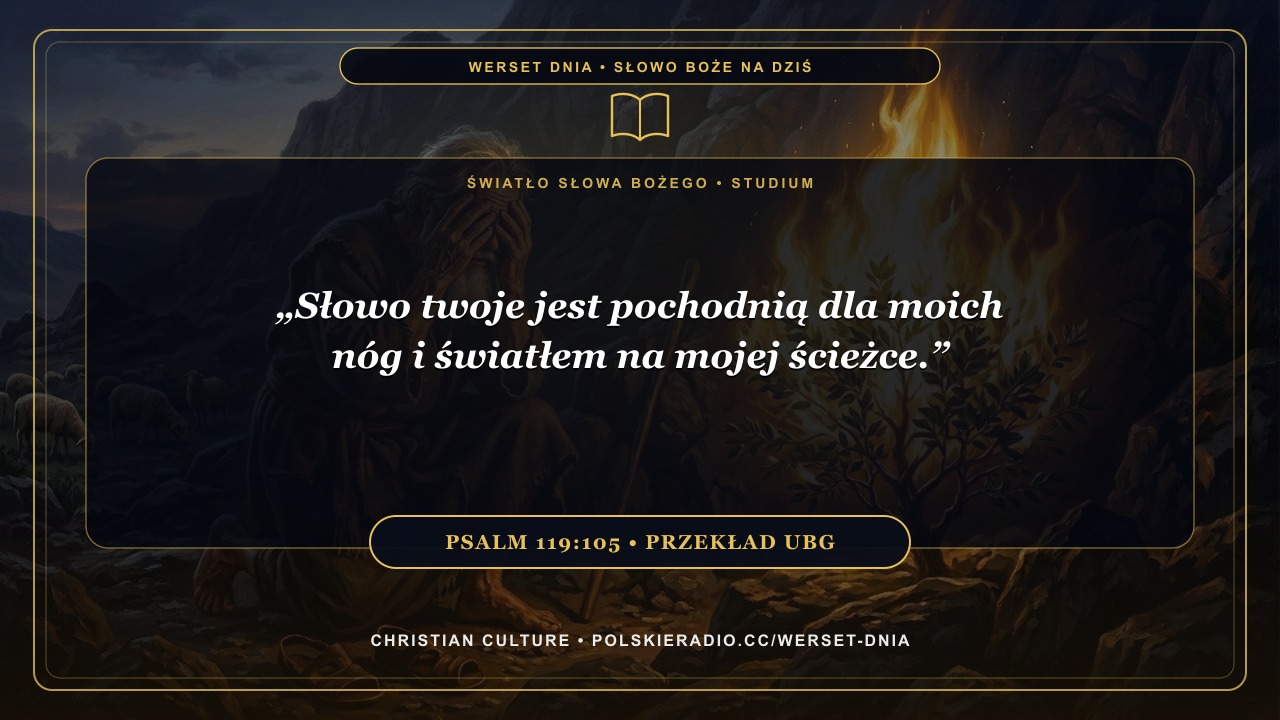 WERSET DNIA • SŁOWO BOŻE NA DZIŚ
ŚWIATŁO SŁOWA BOŻEGO • STUDIUM
„Słowo twoje jest pochodnią dla moich
nóg i światłem na mojej ścieżce.”
PSALM 119:105 • PRZEKŁAD UBG
CHRISTIAN CULTURE • POLSKIERADIO.CC/WERSET-DNIA